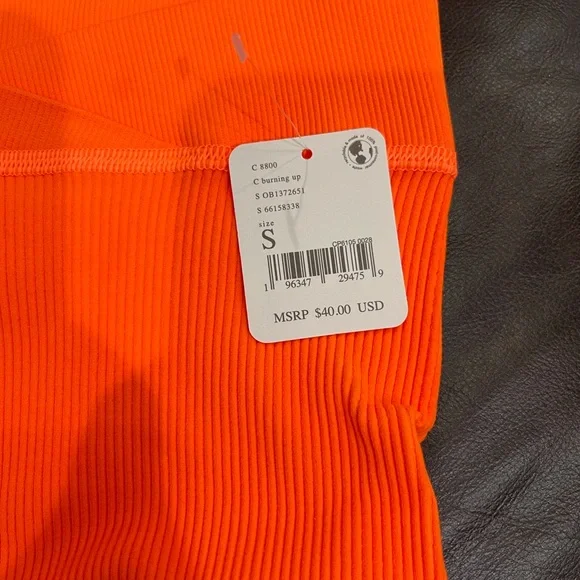 C 8800
C burning up
S OB1372651
S 66158338
size
S
CP6105 0028
1 96347 29475 9
MSRP $40.00 USD